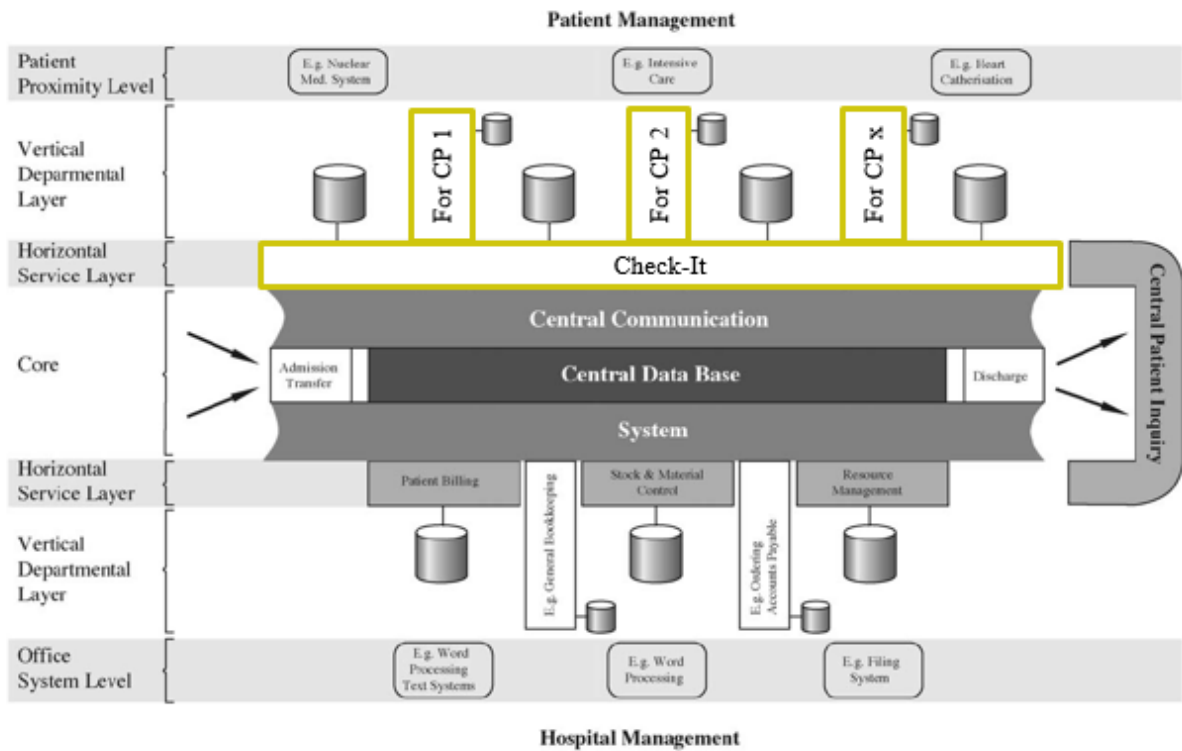 Patient Management
Patient
Proximity Level
E.g. Nuclear
Med. System
E.g. Intensive
Care
E.g. Heart
Catherisation
Vertical
Deparmental
Layer
For CP 1
For CP 2
For CP x
Horizontal
Service Layer
Check-It
Central Patient Inquiry
Core
Central Communication
Admission
Transfer
Central Data Base
Discharge
System
Horizontal
Service Layer
Patient Billing
Stock & Material
Control
Resource
Management
Vertical
Departmental
Layer
E.g. General Bookkeeping
E.g. Ordering
Accounts Payable
Office
System Level
E.g. Word
Processing
Text Systems
E.g. Word
Processing
E.g. Filing
System
Hospital Management